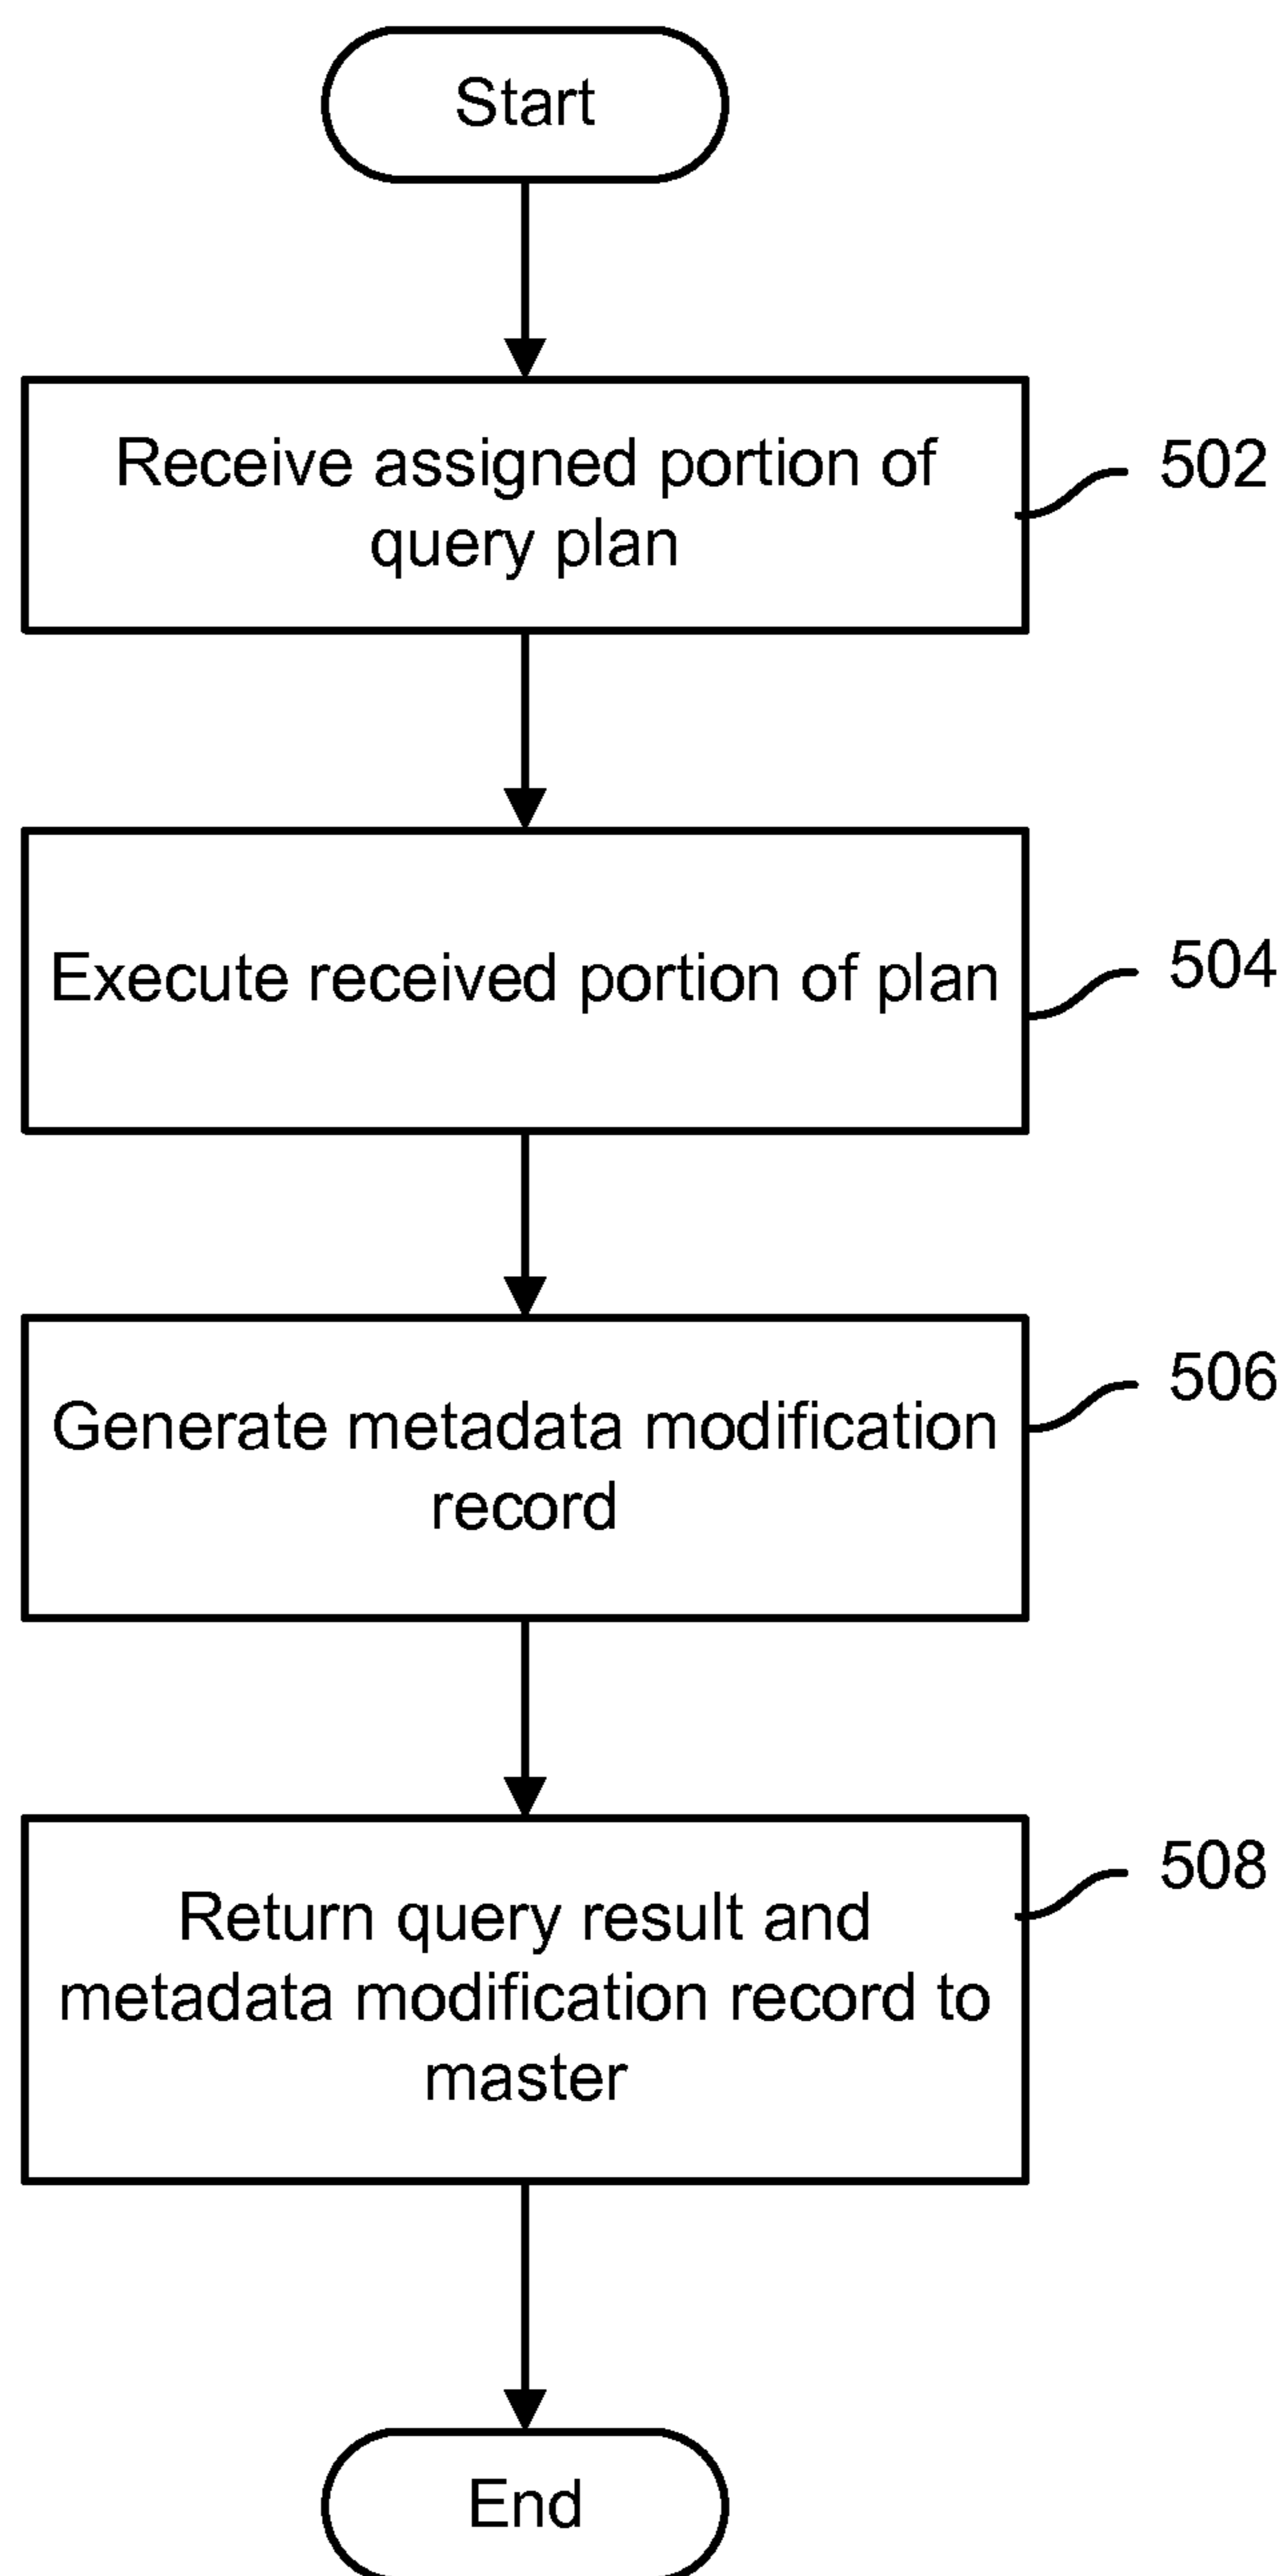 Start
Receive assigned portion of
query plan
502
Execute received portion of plan
504
Generate metadata modification
record
506
Return query result and
metadata modification record to
master
508
End